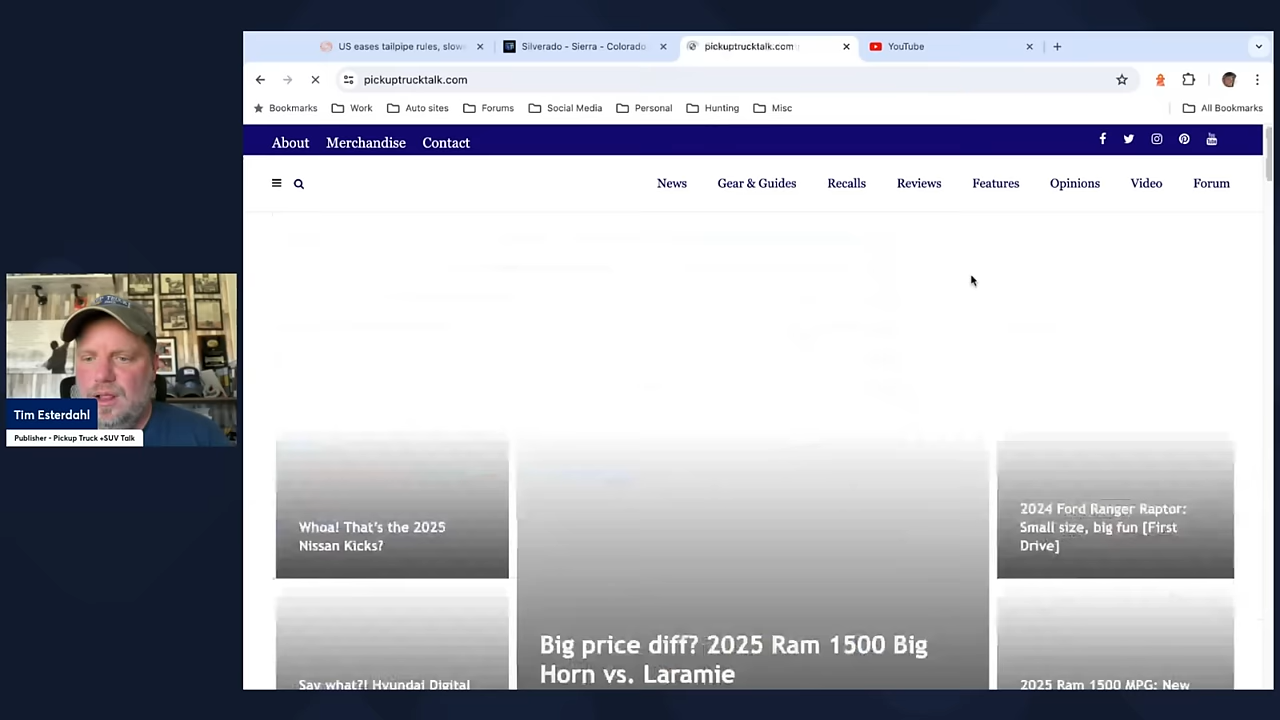 US eases tailpipe rules, slow
Silverado - Sierra - Colorado
pickuptrucktalk.com
YouTube
pickuptrucktalk.com
Bookmarks
Work
Auto sites
Forums
Social Media
Personal
Hunting
Misc
All Bookmarks
About
Merchandise
Contact
News
Gear & Guides
Recalls
Reviews
Features
Opinions
Video
Forum
Whoa! That's the 2025
Nissan Kicks?
2024 Ford Ranger Raptor:
Small size, big fun [First
Drive]
Big price diff? 2025 Ram 1500 Big
Horn vs. Laramie
Say what?! Hyundai Digital
2025 Ram 1500 MPG: New
Tim Esterdahl
Publisher - Pickup Truck +SUV Talk